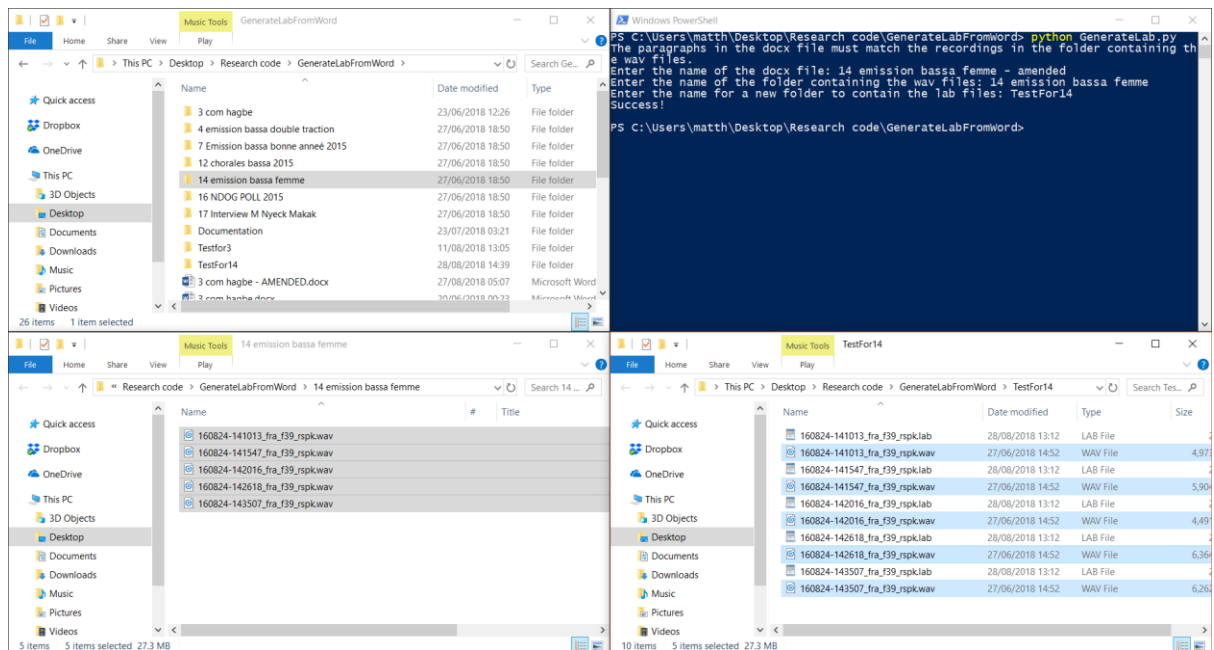 Music Tools GenerateLabFromWord
File Home Share View Play
This PC > Desktop > Research code > GenerateLabFromWord > Search Ge...
Name Date modified Type
Quick access
Dropbox
OneDrive
This PC
3D Objects
Desktop
Documents
Downloads
Music
Pictures
Videos
3 com hagbe 23/06/2018 12:26 File folder
4 emission bassa double traction 27/06/2018 18:50 File folder
7 Emission bassa bonne anneé 2015 27/06/2018 18:50 File folder
12 chorales bassa 2015 27/06/2018 18:50 File folder
14 emission bassa femme 27/06/2018 18:50 File folder
16 NDOG POLL 2015 27/06/2018 18:50 File folder
17 Interview M Nyeck Makak 27/06/2018 18:50 File folder
Documentation 23/07/2018 03:21 File folder
Testfor3 11/08/2018 13:05 File folder
TestFor14 28/08/2018 14:39 File folder
3 com hagbe - AMENDED.docx 27/08/2018 05:07 Microsoft Word
3 com hagbe.docx 20/06/2018 00:23 Microsoft Word
26 items 1 item selected
Windows PowerShell
PS C:\Users\matth\Desktop\Research code\GenerateLabFromWord> python GenerateLab.py
The paragraphs in the docx file must match the recordings in the folder containing th
e wav files.
Enter the name of the docx file: 14 emission bassa femme - amended
Enter the name of the folder containing the wav files: 14 emission bassa femme
Enter the name for a new folder to contain the lab files: TestFor14
Success!
PS C:\Users\matth\Desktop\Research code\GenerateLabFromWord>
Music Tools 14 emission bassa femme
File Home Share View Play
« Research code > GenerateLabFromWord > 14 emission bassa femme Search 14 ...
Name # Title
Quick access
Dropbox
OneDrive
This PC
3D Objects
Desktop
Documents
Downloads
Music
Pictures
Videos
160824-141013_fra_f39_rspk.wav
160824-141547_fra_f39_rspk.wav
160824-142016_fra_f39_rspk.wav
160824-142618_fra_f39_rspk.wav
160824-143507_fra_f39_rspk.wav
5 items 5 items selected 27.3 MB
Music Tools TestFor14
File Home Share View Play
This PC > Desktop > Research code > GenerateLabFromWord > TestFor14 Search Tes...
Name Date modified Type Size
Quick access
Dropbox
OneDrive
This PC
3D Objects
Desktop
Documents
Downloads
Music
Pictures
Videos
160824-141013_fra_f39_rspk.lab 28/08/2018 13:12 LAB File
160824-141013_fra_f39_rspk.wav 27/06/2018 14:52 WAV File 4,973
160824-141547_fra_f39_rspk.lab 28/08/2018 13:12 LAB File
160824-141547_fra_f39_rspk.wav 27/06/2018 14:52 WAV File 5,904
160824-142016_fra_f39_rspk.lab 28/08/2018 13:12 LAB File
160824-142016_fra_f39_rspk.wav 27/06/2018 14:52 WAV File 4,491
160824-142618_fra_f39_rspk.lab 28/08/2018 13:12 LAB File
160824-142618_fra_f39_rspk.wav 27/06/2018 14:52 WAV File 6,364
160824-143507_fra_f39_rspk.lab 28/08/2018 13:12 LAB File
160824-143507_fra_f39_rspk.wav 27/06/2018 14:52 WAV File 6,262
10 items 5 items selected 27.3 MB